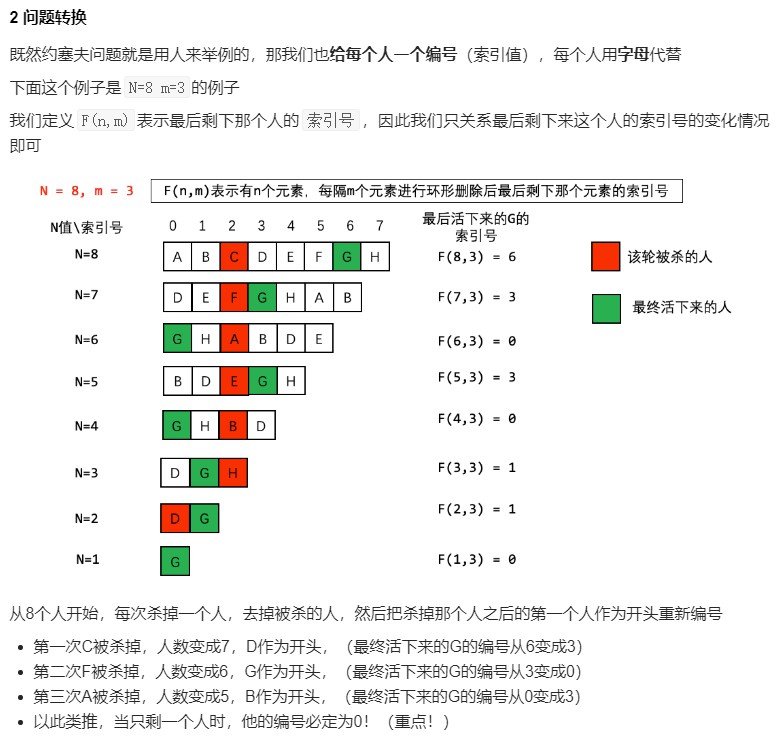 2 问题转换
既然约塞夫问题就是用人来举例的，那我们也给每个人一个编号（索引值），每个人用字母代替
下面这个例子是 N=8 m=3 的例子
我们定义 F(n,m) 表示最后剩下那个人的 索引号 ，因此我们只关系最后剩下来这个人的索引号的变化情况
即可
N = 8, m = 3 F(n,m)表示有n个元素，每隔m个元素进行环形删除后最后剩下那个元素的索引号
N值\索引号 0 1 2 3 4 5 6 7 最后活下来的G的
索引号
N=8 A B C D E F G H F(8,3) = 6 该轮被杀的人
N=7 D E F G H A B F(7,3) = 3 最终活下来的人
N=6 G H A B D E F(6,3) = 0
N=5 B D E G H F(5,3) = 3
N=4 G H B D F(4,3) = 0
N=3 D G H F(3,3) = 1
N=2 D G F(2,3) = 1
N=1 G F(1,3) = 0
从8个人开始，每次杀掉一个人，去掉被杀的人，然后把杀掉那个人之后的第一个人作为开头重新编号
• 第一次C被杀掉，人数变成7，D作为开头，（最终活下来的G的编号从6变成3）
• 第二次F被杀掉，人数变成6，G作为开头，（最终活下来的G的编号从3变成0）
• 第三次A被杀掉，人数变成5，B作为开头，（最终活下来的G的编号从0变成3）
• 以此类推，当只剩一个人时，他的编号必定为0！（重点！）